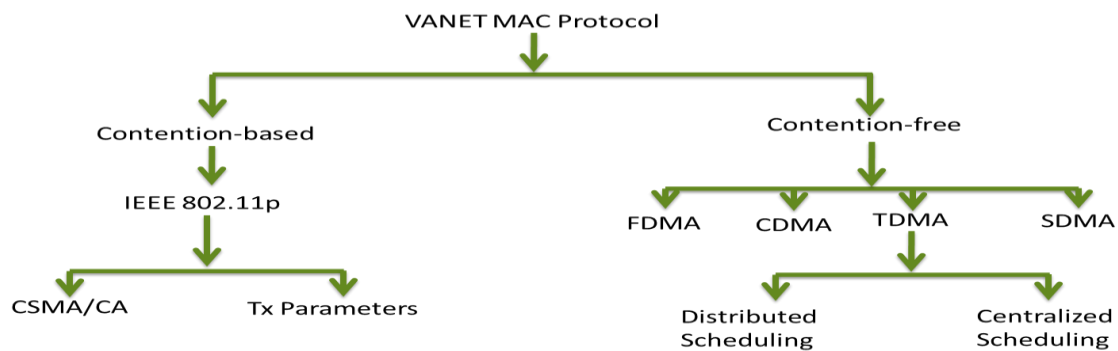 VANET MAC Protocol
Contention-based
Contention-free
IEEE 802.11p
FDMA
CDMA
TDMA
SDMA
CSMA/CA
Tx Parameters
Distributed
Scheduling
Centralized
Scheduling